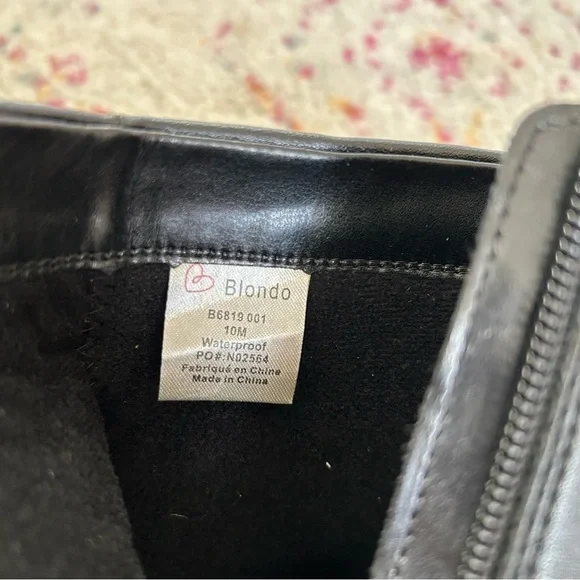 Blondo
B6819 001
10M
Waterproof
PO#:N02564
Fabriqué en Chine
Made in China